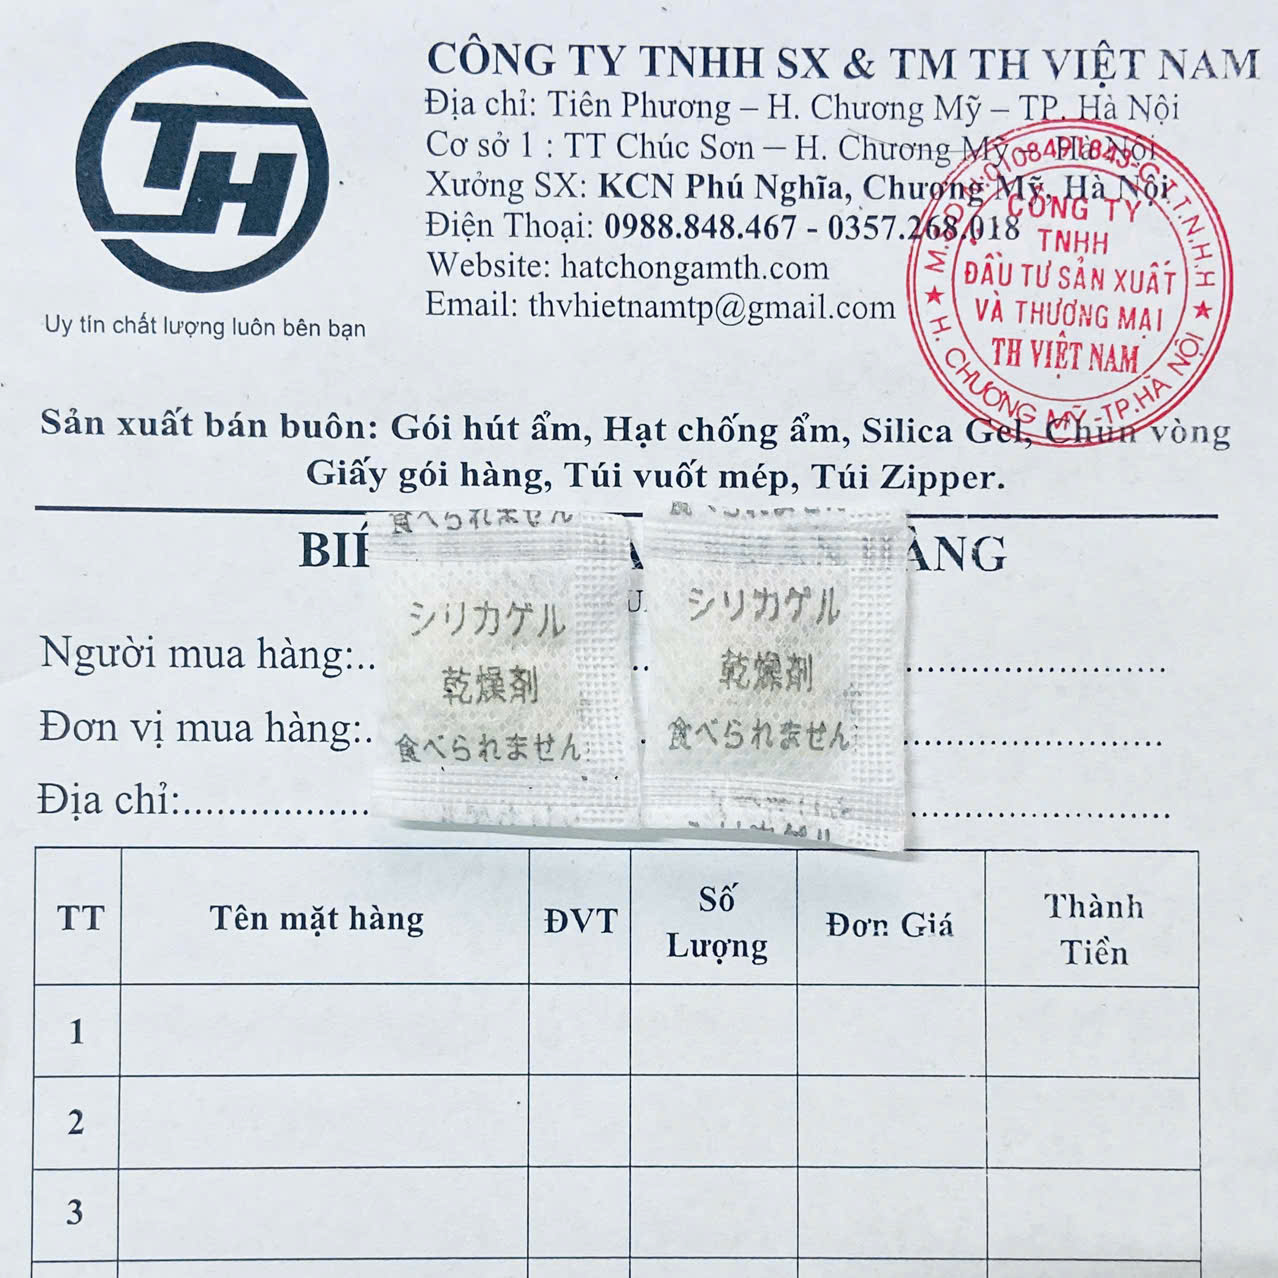 TH
Uy tín chất lượng luôn bên bạn
CÔNG TY TNHH SX & TM TH VIỆT NAM
Địa chỉ: Tiên Phương – H. Chương Mỹ – TP. Hà Nội
Cơ sở 1 : TT Chúc Sơn – H. Chương Mỹ – Hà Nội
Xưởng SX: KCN Phú Nghĩa, Chương Mỹ, Hà Nội
Điện Thoại: 0988.848.467 - 0357.268.018
Website: hatchongamth.com
Email: thvhietnamtp@gmail.com
C.T.T.N.H.H
CÔNG TY
TNHH
ĐẦU TƯ SẢN XUẤT
VÀ THƯƠNG MẠI
TH VIỆT NAM
H. CHƯƠNG MỸ -TP.HÀ NỘI
Sản xuất bán buôn: Gói hút ẩm, Hạt chống ẩm, Silica Gel, Chun vòng
Giấy gói hàng, Túi vuốt mép, Túi Zipper.
HÀNG
食べられません
シリカゲル
乾燥剤
食べられません
シリカゲル
乾燥剤
食べられません
Người mua hàng:
Đơn vị mua hàng:
Địa chỉ:
TT Tên mặt hàng ĐVT Số Lượng Đơn Giá Thành Tiền
1
2
3